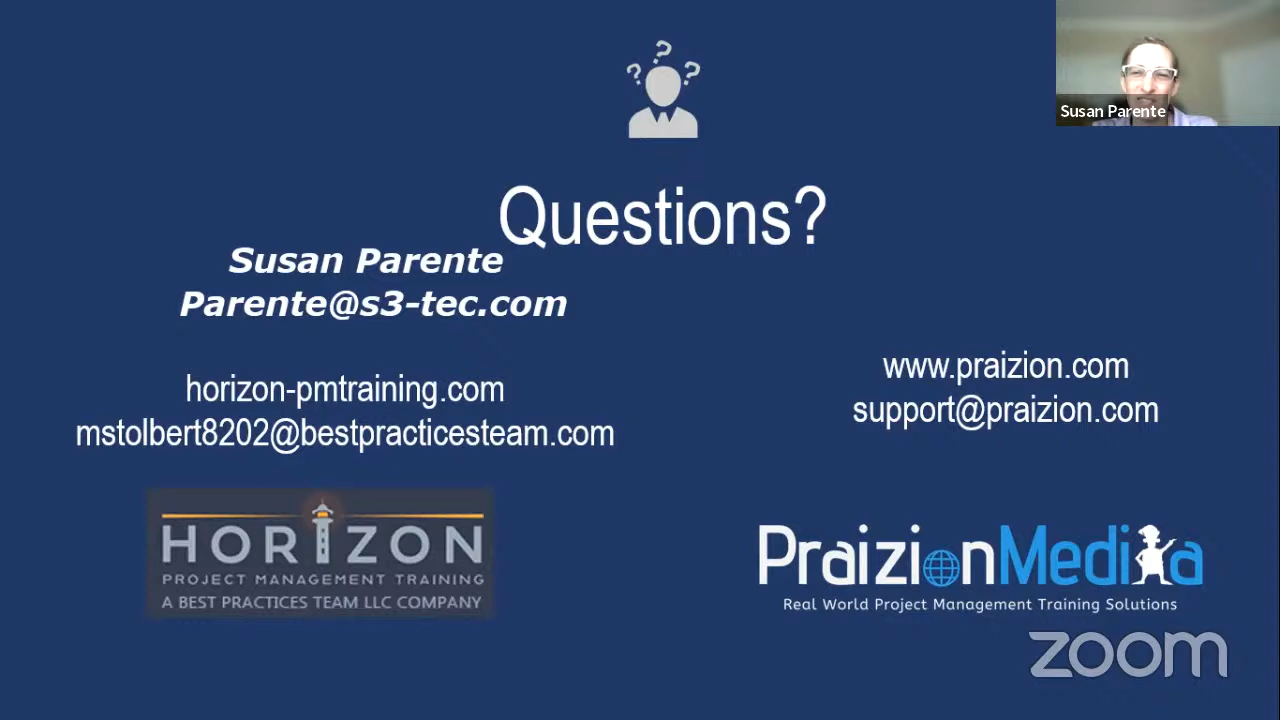 Susan Parente
Questions?
Susan Parente
Parente@s3-tec.com
horizon-pmtraining.com
mstolbert8202@bestpracticesteam.com
www.praizion.com
support@praizion.com
HORIZON
PROJECT MANAGEMENT TRAINING
A BEST PRACTICES TEAM LLC COMPANY
PraizionMedia
Real World Project Management Training Solutions
zoom